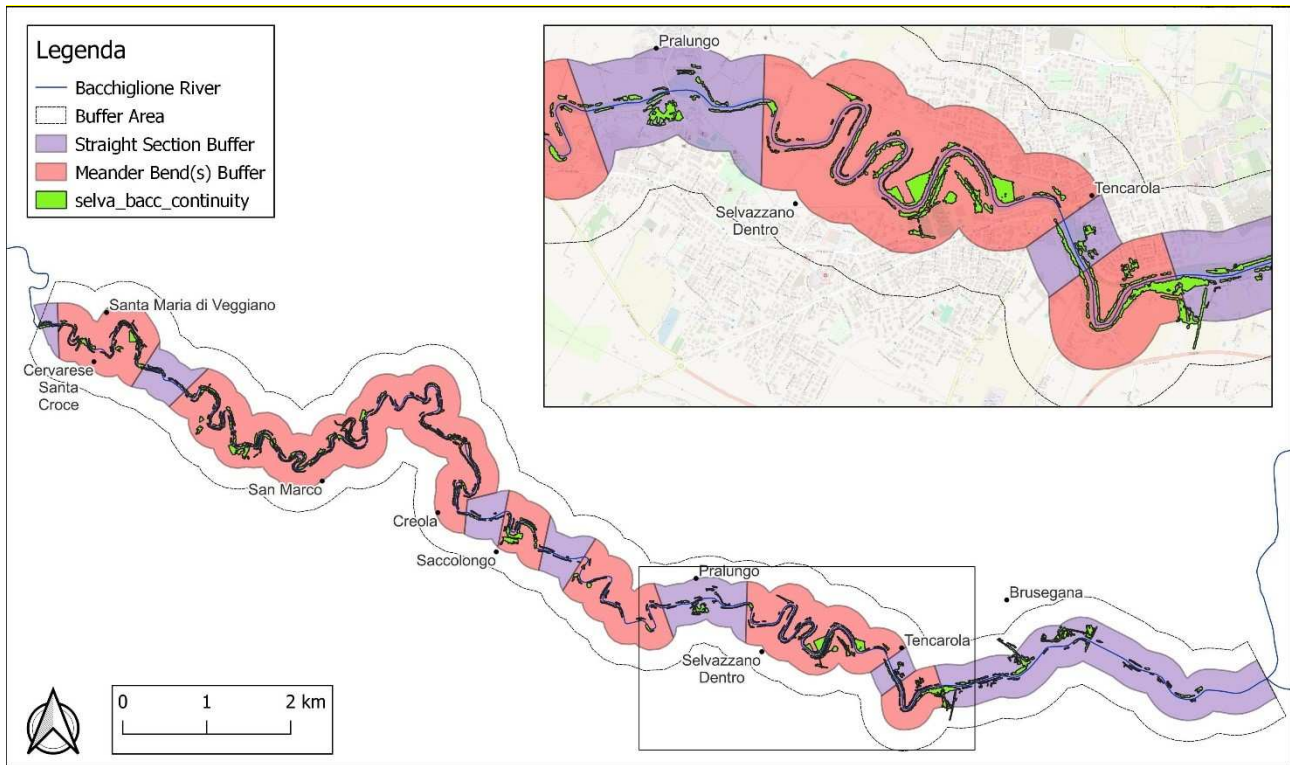 Legenda
Bacchiglione River
Buffer Area
Straight Section Buffer
Meander Bend(s) Buffer
selva_bacc_continuity
Pralungo
Tencarola
Selvazzano
Dentro
Santa Maria di Veggiano
Cervarese
Santa
Croce
San Marco
Creola
Saccolongo
Pralungo
Brusegana
Tencarola
Selvazzano
Dentro
0 1 2 km